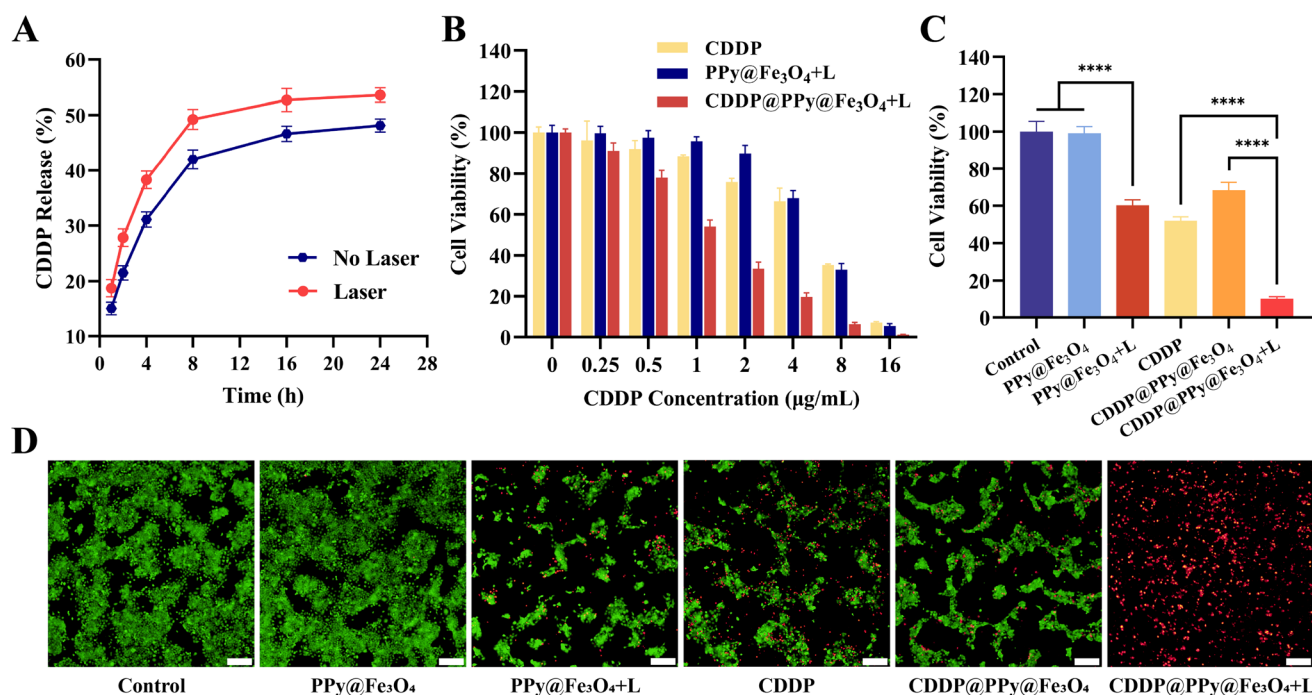 A
CDDP Release (%)
60
50
40
30
20
10
0
4
8
12
16
20
24
28
Time (h)
No Laser
Laser
B
Cell Viability (%)
140
120
100
80
60
40
20
0
0
0.25
0.5
1
2
4
8
16
CDDP Concentration (μg/mL)
CDDP
PPy@Fe₃O₄+L
CDDP@PPy@Fe₃O₄+L
C
Cell Viability (%)
140
120
100
80
60
40
20
0
****
****
****
Control
PPy@Fe₃O₄
PPy@Fe₃O₄+L
CDDP
CDDP@PPy@Fe₃O₄
CDDP@PPy@Fe₃O₄+L
D
Control
PPy@Fe₃O₄
PPy@Fe₃O₄+L
CDDP
CDDP@PPy@Fe₃O₄
CDDP@PPy@Fe₃O₄+L